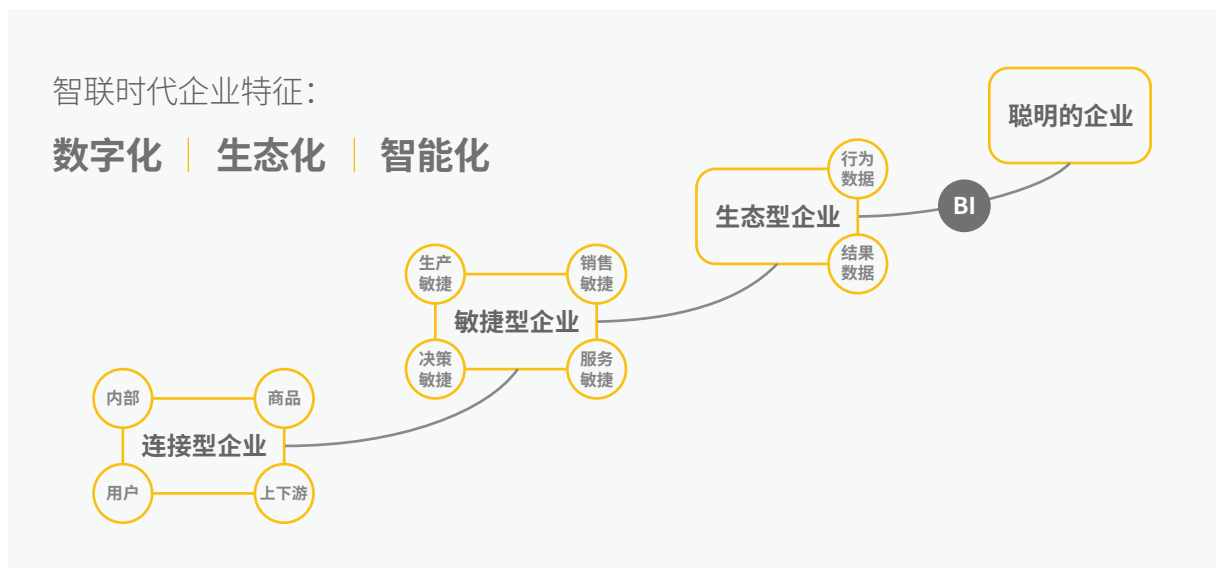 智联时代企业特征：
数字化｜生态化｜智能化
聪明的企业
BI
行为
数据
生态型企业
结果
数据
生产
敏捷
销售
敏捷
敏捷型企业
决策
敏捷
服务
敏捷
内部
商品
连接型企业
用户
上下游